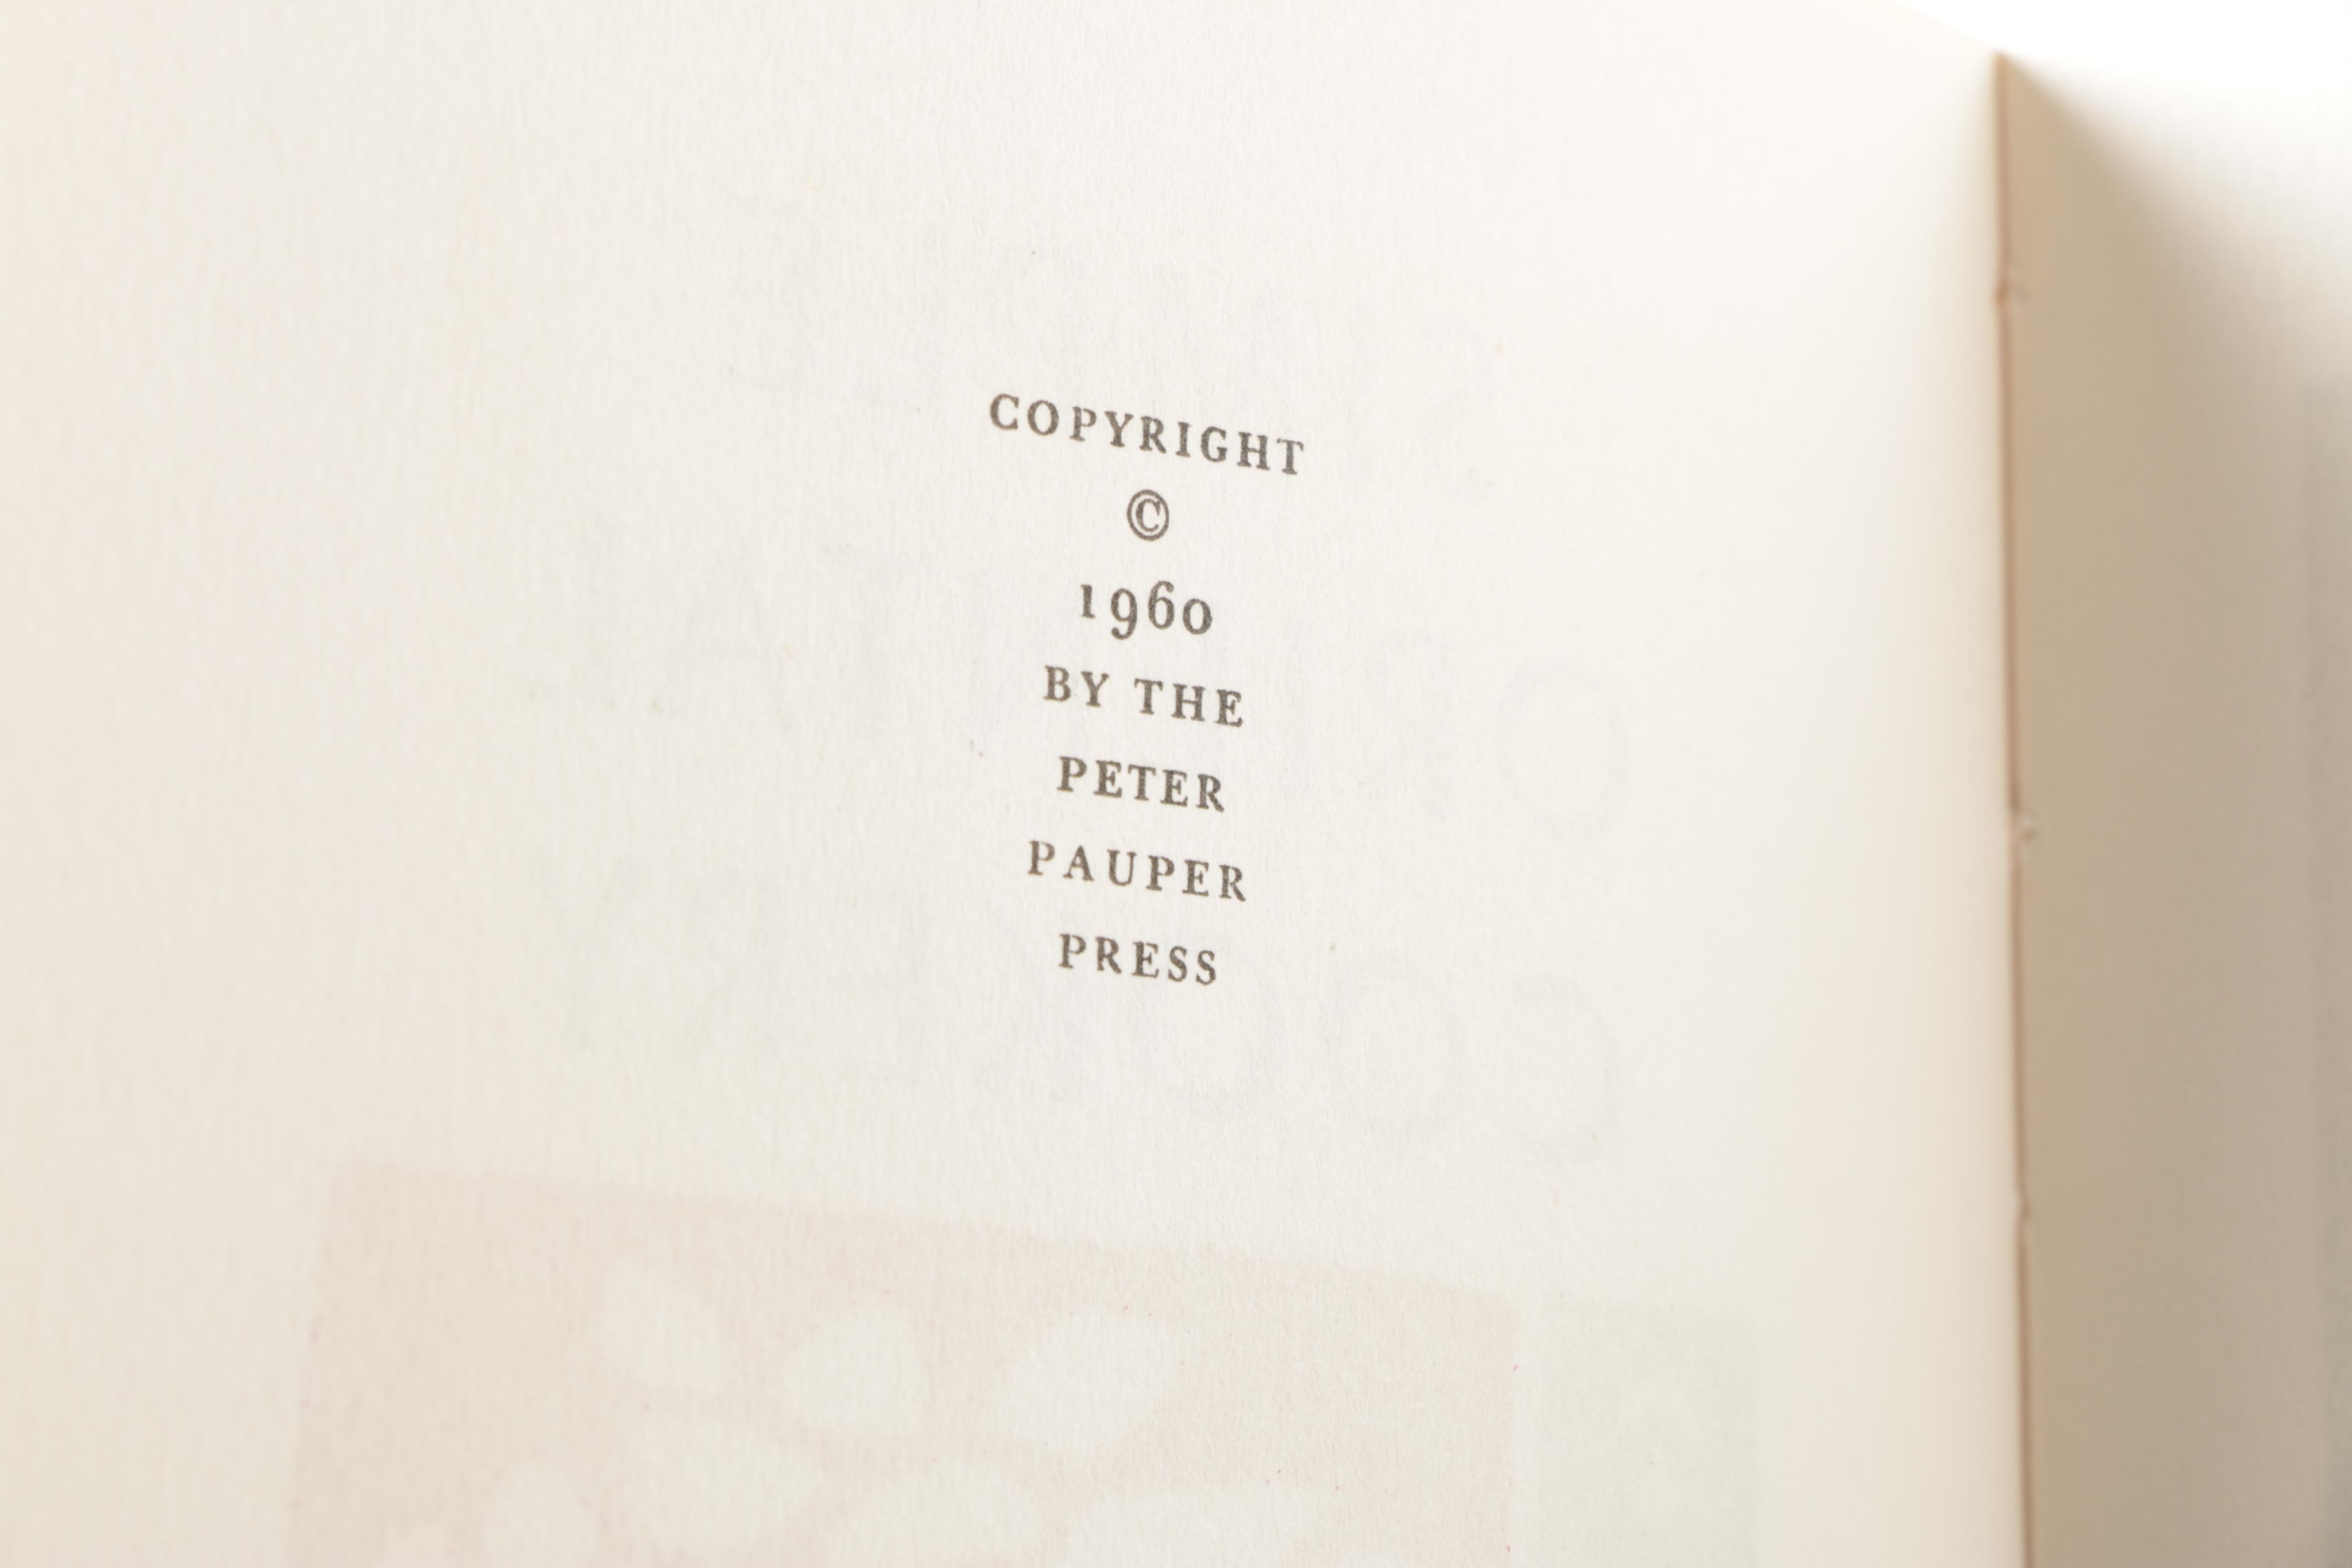 COPYRIGHT
©
1960
BY THE
PETER
PAUPER
PRESS